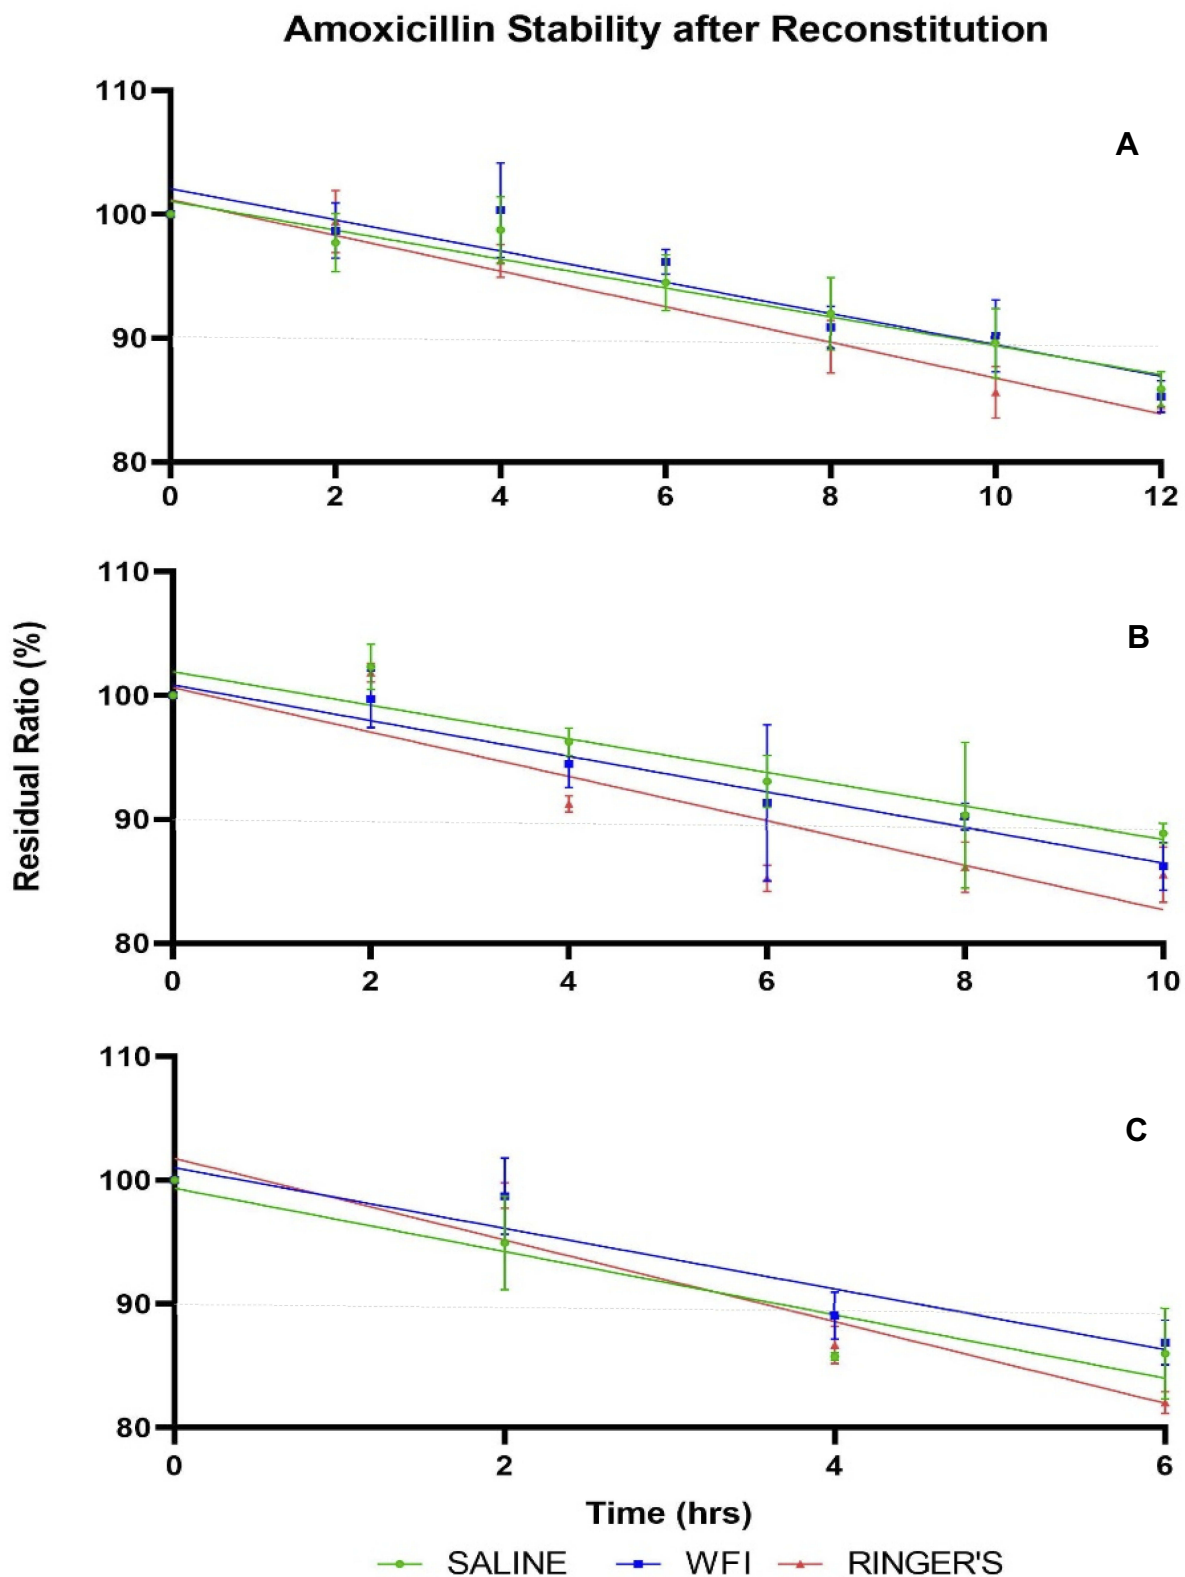 Amoxicillin Stability after Reconstitution
110
A
100
90
80
0 2 4 6 8 10 12
Residual Ratio (%)
110
B
100
90
80
0 2 4 6 8 10
110
C
100
90
80
0 2 4 6
Time (hrs)
SALINE WFI RINGER'S